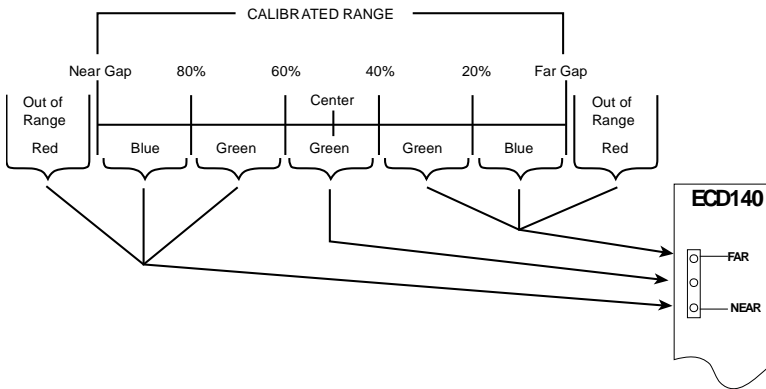 CALIBRATED RANGE
Near Gap 80% 60% 40% 20% Far Gap
Out of Range
Center
Out of Range
Red Blue Green Green Green Blue Red
ECD140
FAR
NEAR